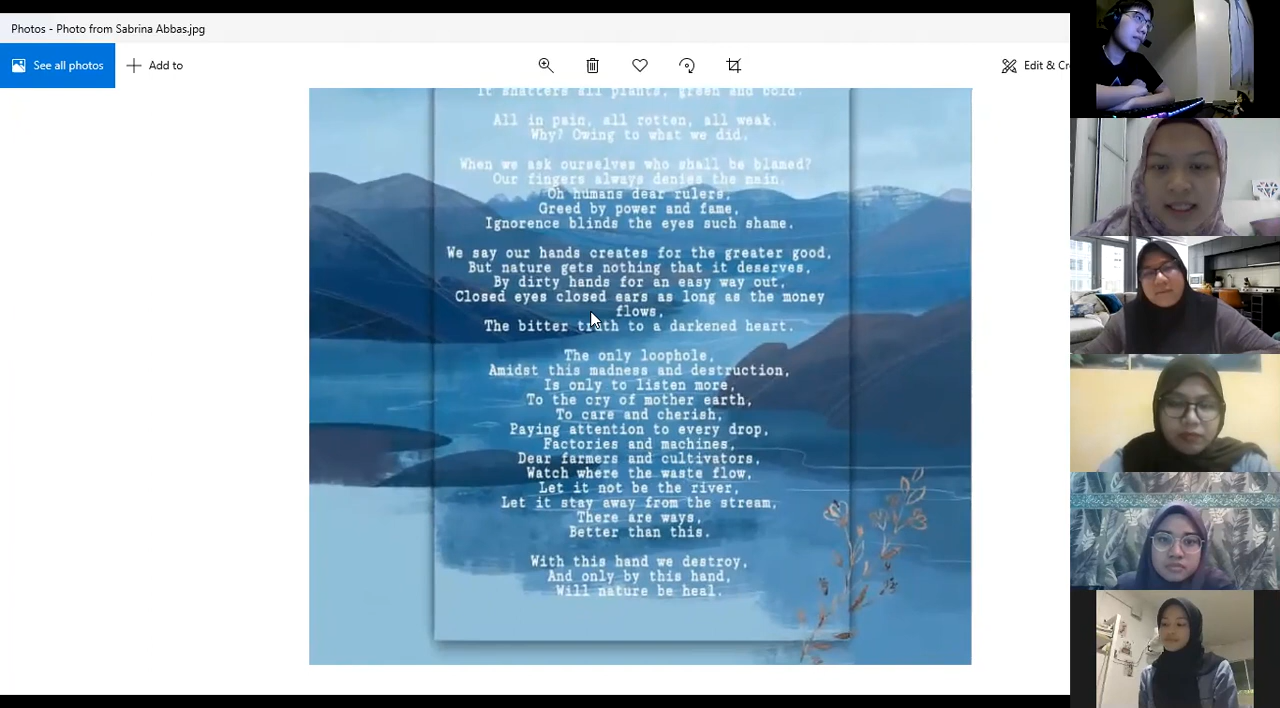 Photos - Photo from Sabrina Abbas.jpg
See all photos
Add to
Edit & Cr
It shatters all plants, green and bold.
All in pain, all rotten, all weak.
Why? Owing to what we did.
When we ask ourselves who shall be blamed?
Our fingers always denies the main.
Oh humans dear rulers,
Greed by power and fame,
Ignorence blinds the eyes such shame.
We say our hands creates for the greater good,
But nature gets nothing that it deserves,
By dirty hands for an easy way out,
Closed eyes closed ears as long as the money
flows,
The bitter truth to a darkened heart.
The only loophole,
Amidst this madness and destruction,
Is only to listen more,
To the cry of mother earth,
To care and cherish,
Paying attention to every drop,
Factories and machines,
Dear farmers and cultivators,
Watch where the waste flow,
Let it not be the river,
Let it stay away from the stream,
There are ways,
Better than this.
With this hand we destroy,
And only by this hand,
Will nature be heal.